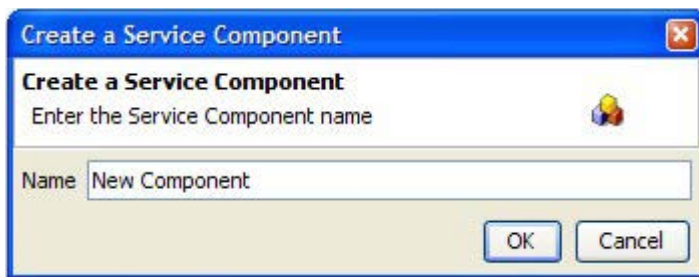 Create a Service Component
Create a Service Component
Enter the Service Component name
Name New Component
OK Cancel